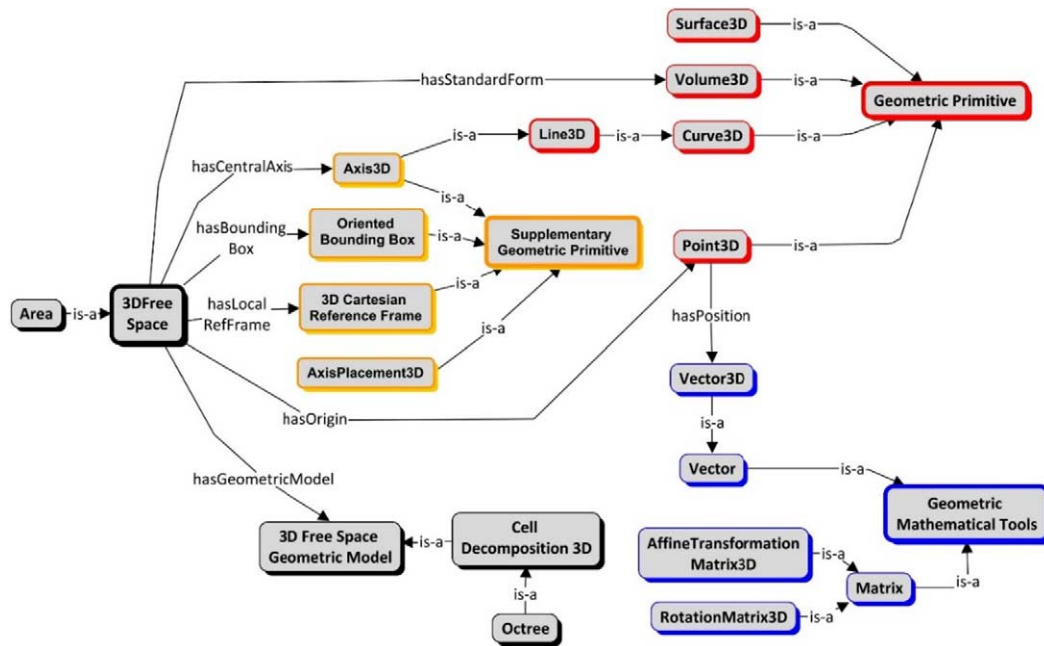 Surface3D
is-a
hasStandardForm
Volume3D
is-a
Geometric Primitive
is-a
Line3D
is-a
Curve3D
is-a
hasCentralAxis
Axis3D
is-a
hasBounding
Box
Oriented
Bounding Box
is-a
Supplementary
Geometric Primitive
Point3D
is-a
Area
is-a
3DFree
Space
hasLocal
RefFrame
3D Cartesian
Reference Frame
is-a
is-a
hasPosition
AxisPlacement3D
Vector3D
hasOrigin
is-a
hasGeometricModel
Vector
is-a
Geometric
Mathematical Tools
3D Free Space
Geometric Model
is-a
Cell
Decomposition 3D
AffineTransformation
Matrix3D
is-a
Matrix
is-a
is-a
Octree
RotationMatrix3D
is-a